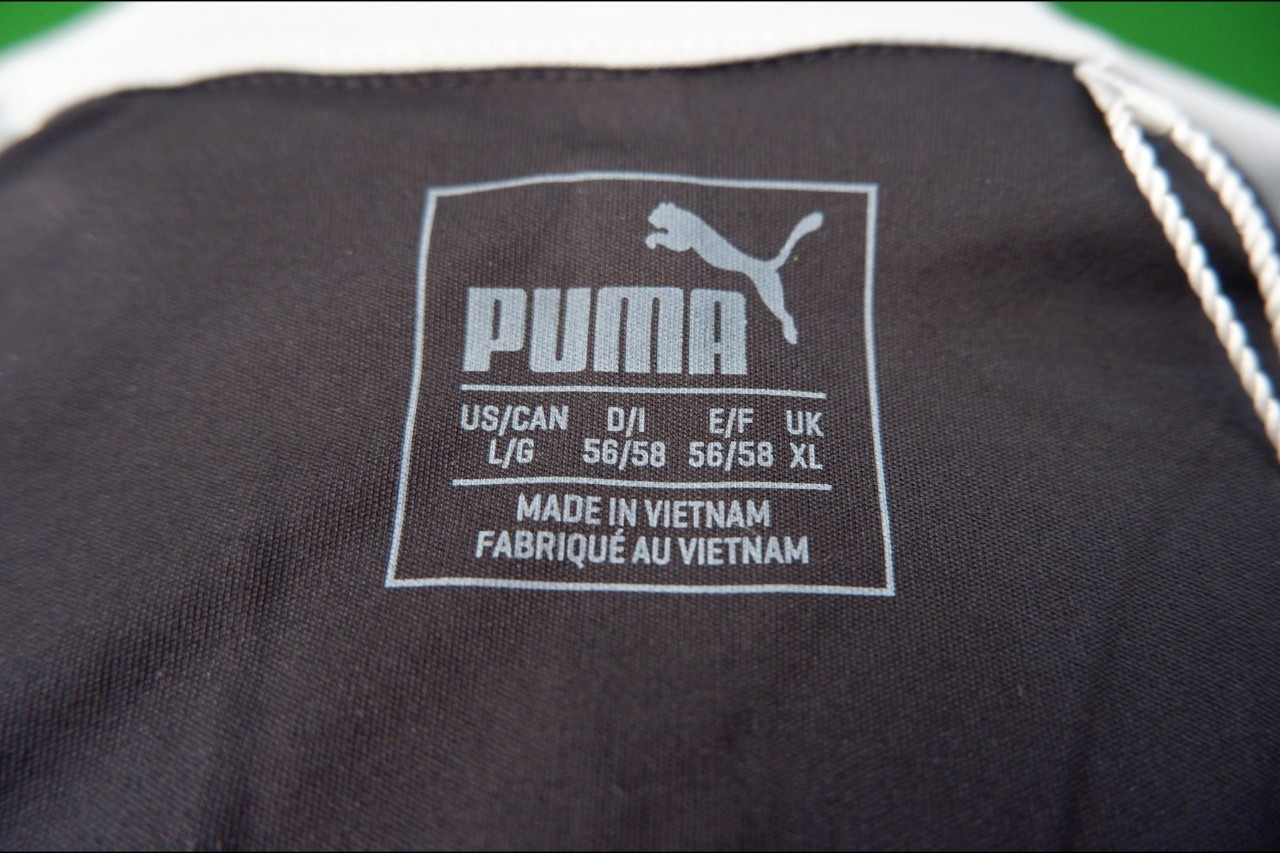 PUMA
US/CAN D/I E/F UK
L/G 56/58 56/58 XL
MADE IN VIETNAM
FABRIQUÉ AU VIETNAM